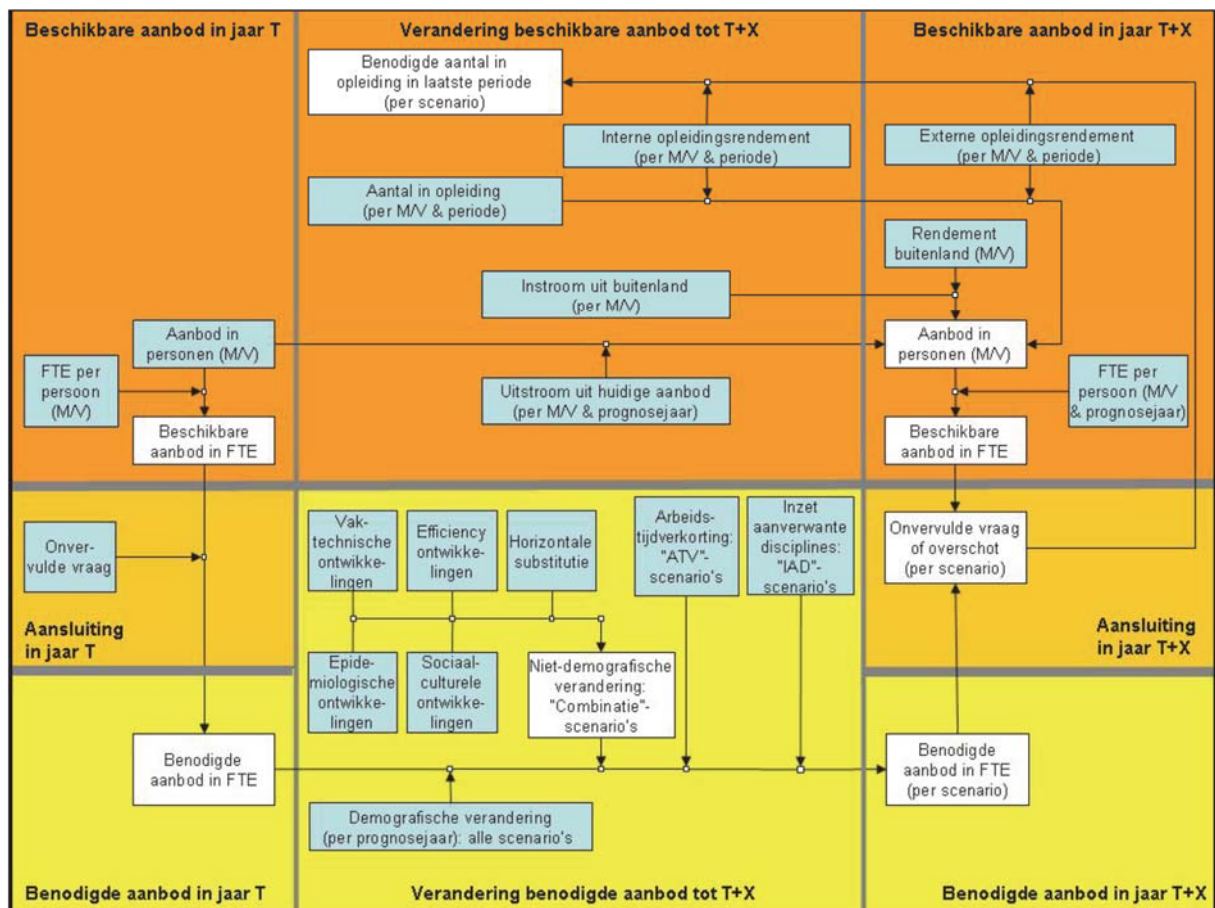 Beschikbare aanbod in jaar T
Verandering beschikbare aanbod tot T+X
Beschikbare aanbod in jaar T+X
Benodigde aantal in
opleiding in laatste periode
(per scenario)
Interne opleidingsrendement
(per M/V & periode)
Externe opleidingsrendement
(per M/V & periode)
Aantal in opleiding
(per M/V & periode)
Rendement
buitenland (M/V)
Instroom uit buitenland
(per M/V)
Aanbod in
personen (M/V)
Aanbod in
personen (M/V)
FTE per
persoon
(M/V)
Uitstroom uit huidige aanbod
(per M/V & prognosejaar)
FTE per
persoon (M/V
& prognosejaar)
Beschikbare
aanbod in FTE
Beschikbare
aanbod in FTE
Onver-
vulde vraag
Vak-
technische
ontwikke-
lingen
Efficiency
ontwikke-
lingen
Horizontale
substitutie
Arbeids-
tijdverkorting:
"ATV"-
scenario's
Inzet
aanverwante
disciplines:
"IAD"-
scenario's
Onvervulde vraag
of overschot
(per scenario)
Aansluiting
in jaar T
Aansluiting
in jaar T+X
Epide-
miologische
ontwikke-
lingen
Sociaal-
culturele
ontwikke-
lingen
Niet-demografische
verandering:
"Combinatie"-
scenario's
Benodigde
aanbod in FTE
Benodigde
aanbod in FTE
(per scenario)
Demografische verandering
(per prognosejaar): alle scenario's
Benodigde aanbod in jaar T
Verandering benodigde aanbod tot T+X
Benodigde aanbod in jaar T+X